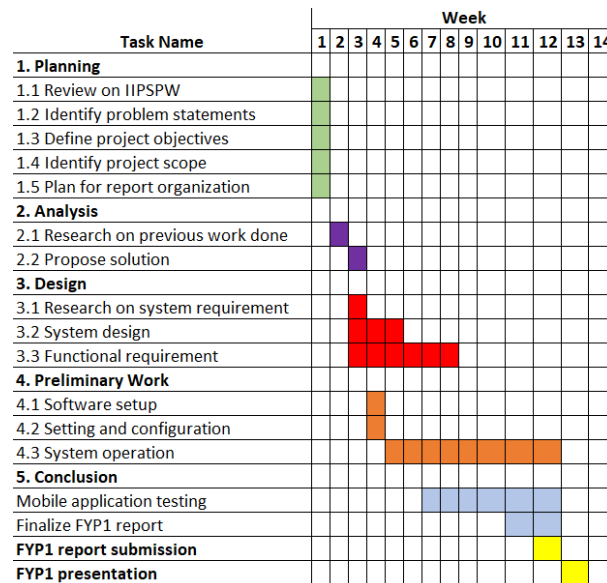 Week
Task Name 1 2 3 4 5 6 7 8 9 10 11 12 13 14
1. Planning
1.1 Review on IIPSPW
1.2 Identify problem statements
1.3 Define project objectives
1.4 Identify project scope
1.5 Plan for report organization
2. Analysis
2.1 Research on previous work done
2.2 Propose solution
3. Design
3.1 Research on system requirement
3.2 System design
3.3 Functional requirement
4. Preliminary Work
4.1 Software setup
4.2 Setting and configuration
4.3 System operation
5. Conclusion
Mobile application testing
Finalize FYP1 report
FYP1 report submission
FYP1 presentation